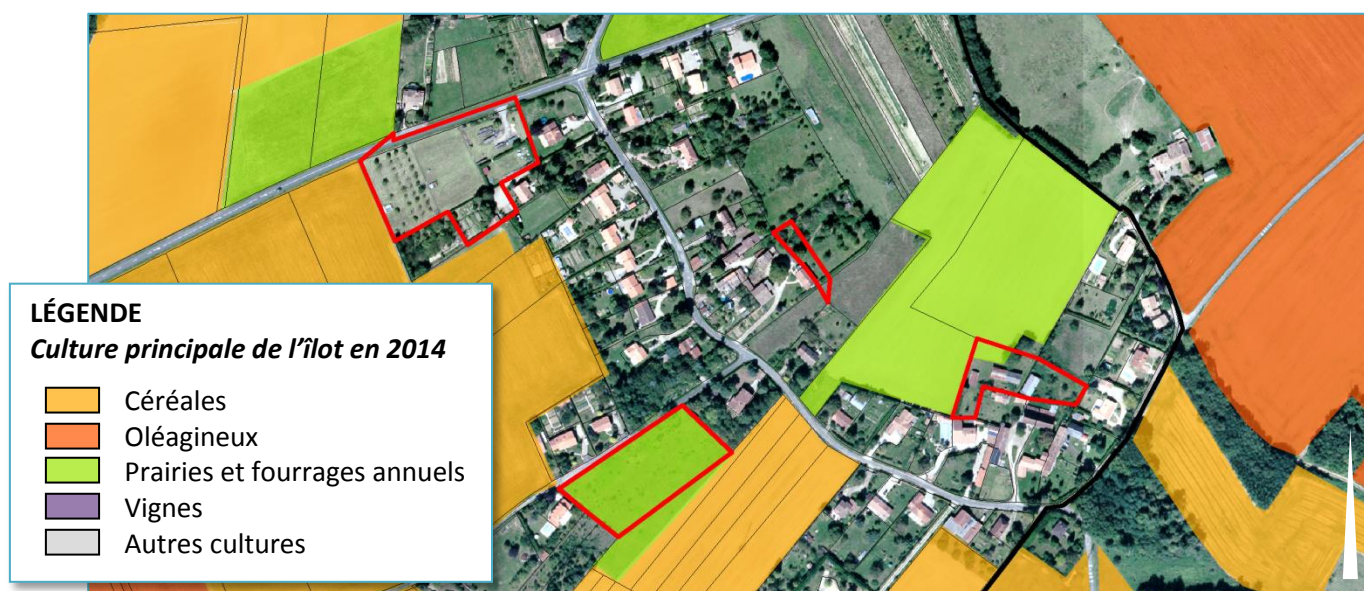 LÉGENDE
Culture principale de l’îlot en 2014
Céréales
Oléagineux
Prairies et fourrages annuels
Vignes
Autres cultures